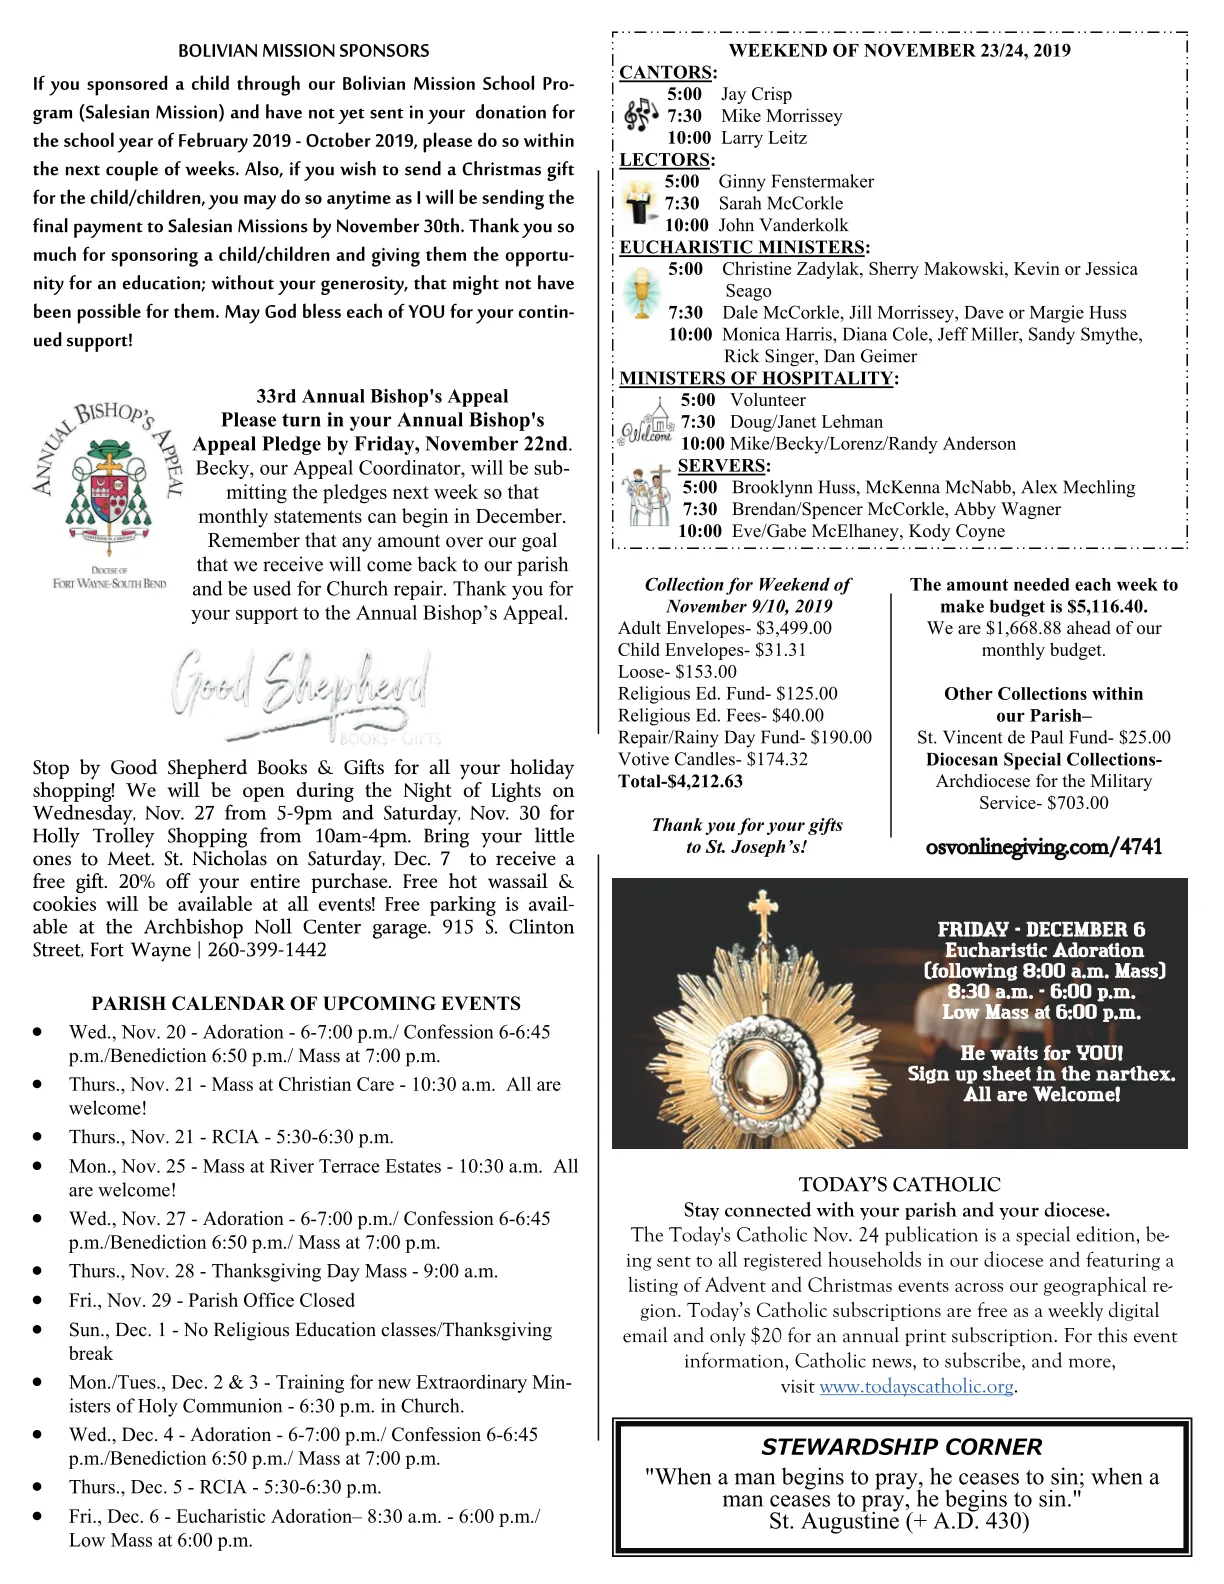 BOLIVIAN MISSION SPONSORS
If you sponsored a child through our Bolivian Mission School Pro-
gram (Salesian Mission) and have not yet sent in your donation for
the school year of February 2019 - October 2019, please do so within
the next couple of weeks. Also, if you wish to send a Christmas gift
for the child/children, you may do so anytime as I will be sending the
final payment to Salesian Missions by November 30th. Thank you so
much for sponsoring a child/children and giving them the opportu-
nity for an education; without your generosity, that might not have
been possible for them. May God bless each of YOU for your contin-
ued support!
ANNUAL BISHOP'S APPEAL
DIOCESE OF
FORT WAYNE-SOUTH BEND
33rd Annual Bishop's Appeal
Please turn in your Annual Bishop's
Appeal Pledge by Friday, November 22nd.
Becky, our Appeal Coordinator, will be sub-
mitting the pledges next week so that
monthly statements can begin in December.
Remember that any amount over our goal
that we receive will come back to our parish
and be used for Church repair. Thank you for
your support to the Annual Bishop’s Appeal.
Good Shepherd
BOOKS + GIFTS
Stop by Good Shepherd Books & Gifts for all your holiday
shopping! We will be open during the Night of Lights on
Wednesday, Nov. 27 from 5-9pm and Saturday, Nov. 30 for
Holly Trolley Shopping from 10am-4pm. Bring your little
ones to Meet. St. Nicholas on Saturday, Dec. 7 to receive a
free gift. 20% off your entire purchase. Free hot wassail &
cookies will be available at all events! Free parking is avail-
able at the Archbishop Noll Center garage. 915 S. Clinton
Street, Fort Wayne | 260-399-1442
PARISH CALENDAR OF UPCOMING EVENTS
• Wed., Nov. 20 - Adoration - 6-7:00 p.m./ Confession 6-6:45
p.m./Benediction 6:50 p.m./ Mass at 7:00 p.m.
• Thurs., Nov. 21 - Mass at Christian Care - 10:30 a.m. All are
welcome!
• Thurs., Nov. 21 - RCIA - 5:30-6:30 p.m.
• Mon., Nov. 25 - Mass at River Terrace Estates - 10:30 a.m. All
are welcome!
• Wed., Nov. 27 - Adoration - 6-7:00 p.m./ Confession 6-6:45
p.m./Benediction 6:50 p.m./ Mass at 7:00 p.m.
• Thurs., Nov. 28 - Thanksgiving Day Mass - 9:00 a.m.
• Fri., Nov. 29 - Parish Office Closed
• Sun., Dec. 1 - No Religious Education classes/Thanksgiving
break
• Mon./Tues., Dec. 2 & 3 - Training for new Extraordinary Min-
isters of Holy Communion - 6:30 p.m. in Church.
• Wed., Dec. 4 - Adoration - 6-7:00 p.m./ Confession 6-6:45
p.m./Benediction 6:50 p.m./ Mass at 7:00 p.m.
• Thurs., Dec. 5 - RCIA - 5:30-6:30 p.m.
• Fri., Dec. 6 - Eucharistic Adoration– 8:30 a.m. - 6:00 p.m./
Low Mass at 6:00 p.m.
WEEKEND OF NOVEMBER 23/24, 2019
CANTORS:
5:00 Jay Crisp
7:30 Mike Morrissey
10:00 Larry Leitz
LECTORS:
5:00 Ginny Fenstermaker
7:30 Sarah McCorkle
10:00 John Vanderkolk
EUCHARISTIC MINISTERS:
5:00 Christine Zadylak, Sherry Makowski, Kevin or Jessica
Seago
7:30 Dale McCorkle, Jill Morrissey, Dave or Margie Huss
10:00 Monica Harris, Diana Cole, Jeff Miller, Sandy Smythe,
Rick Singer, Dan Geimer
MINISTERS OF HOSPITALITY:
Welcome
5:00 Volunteer
7:30 Doug/Janet Lehman
10:00 Mike/Becky/Lorenz/Randy Anderson
SERVERS:
5:00 Brooklynn Huss, McKenna McNabb, Alex Mechling
7:30 Brendan/Spencer McCorkle, Abby Wagner
10:00 Eve/Gabe McElhaney, Kody Coyne
Collection for Weekend of
November 9/10, 2019
Adult Envelopes- $3,499.00
Child Envelopes- $31.31
Loose- $153.00
Religious Ed. Fund- $125.00
Religious Ed. Fees- $40.00
Repair/Rainy Day Fund- $190.00
Votive Candles- $174.32
Total-$4,212.63
Thank you for your gifts
to St. Joseph’s!
The amount needed each week to
make budget is $5,116.40.
We are $1,668.88 ahead of our
monthly budget.
Other Collections within
our Parish–
St. Vincent de Paul Fund- $25.00
Diocesan Special Collections-
Archdiocese for the Military
Service- $703.00
osvonlinegiving.com/4741
FRIDAY - DECEMBER 6
Eucharistic Adoration
(following 8:00 a.m. Mass)
8:30 a.m. - 6:00 p.m.
Low Mass at 6:00 p.m.
He waits for YOU!
Sign up sheet in the narthex.
All are Welcome!
TODAY’S CATHOLIC
Stay connected with your parish and your diocese.
The Today's Catholic Nov. 24 publication is a special edition, be-
ing sent to all registered households in our diocese and featuring a
listing of Advent and Christmas events across our geographical re-
gion. Today’s Catholic subscriptions are free as a weekly digital
email and only $20 for an annual print subscription. For this event
information, Catholic news, to subscribe, and more,
visit www.todayscatholic.org.
STEWARDSHIP CORNER
"When a man begins to pray, he ceases to sin; when a
man ceases to pray, he begins to sin."
St. Augustine (+ A.D. 430)